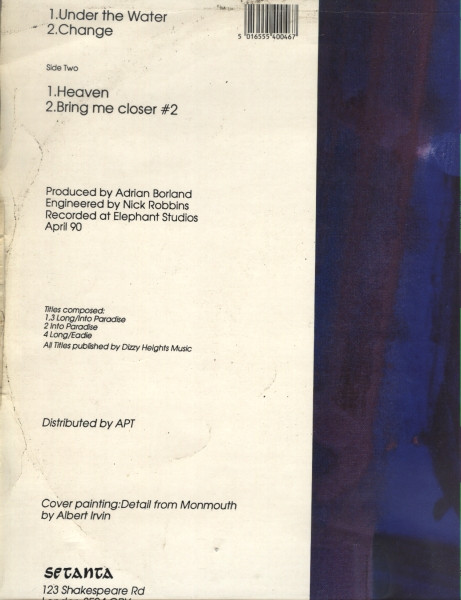 1.Under the Water
2.Change
5 016555 400467
Side Two
1.Heaven
2.Bring me closer #2
Produced by Adrian Borland
Engineered by Nick Robbins
Recorded at Elephant Studios
April 90
Titles composed:
1,3 Long/Into Paradise
2 Into Paradise
4 Long/Eadie
All Titles published by Dizzy Heights Music
Distributed by APT
Cover painting:Detail from Monmouth
by Albert Irvin
SETANTA
123 Shakespeare Rd
London